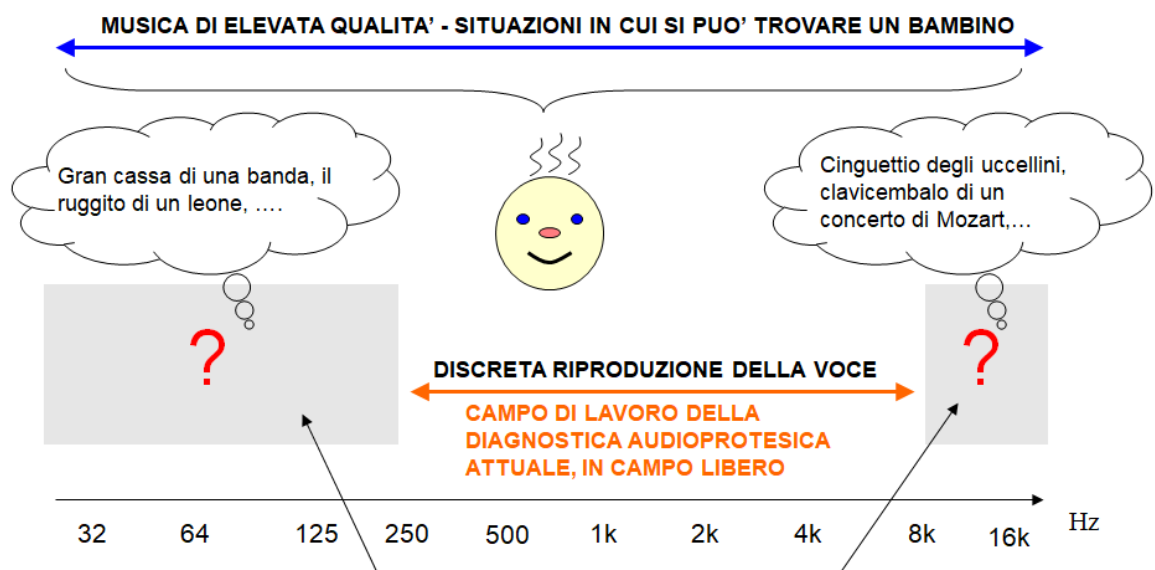 MUSICA DI ELEVATA QUALITA' - SITUAZIONI IN CUI SI PUO' TROVARE UN BAMBINO
Gran cassa di una banda, il
ruggito di un leone, ....
Cinguettio degli uccellini,
clavicembalo di un
concerto di Mozart,...
?
?
DISCRETA RIPRODUZIONE DELLA VOCE
CAMPO DI LAVORO DELLA
DIAGNOSTICA AUDIOPROTESICA
ATTUALE, IN CAMPO LIBERO
32 64 125 250 500 1k 2k 4k 8k 16k Hz